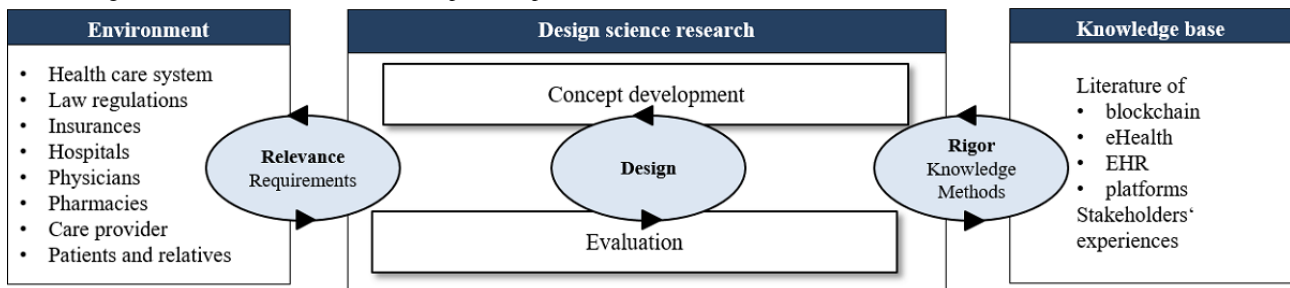 Environment
Health care system
Law regulations
Insurances
Hospitals
Physicians
Pharmacies
Care provider
Patients and relatives
Relevance
Requirements
Design science research
Concept development
Design
Evaluation
Rigor
Knowledge
Methods
Knowledge base
Literature of
blockchain
eHealth
EHR
platforms
Stakeholders‘
experiences